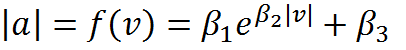 |a| = f(v) = β₁e^{β₂|v|} + β₃